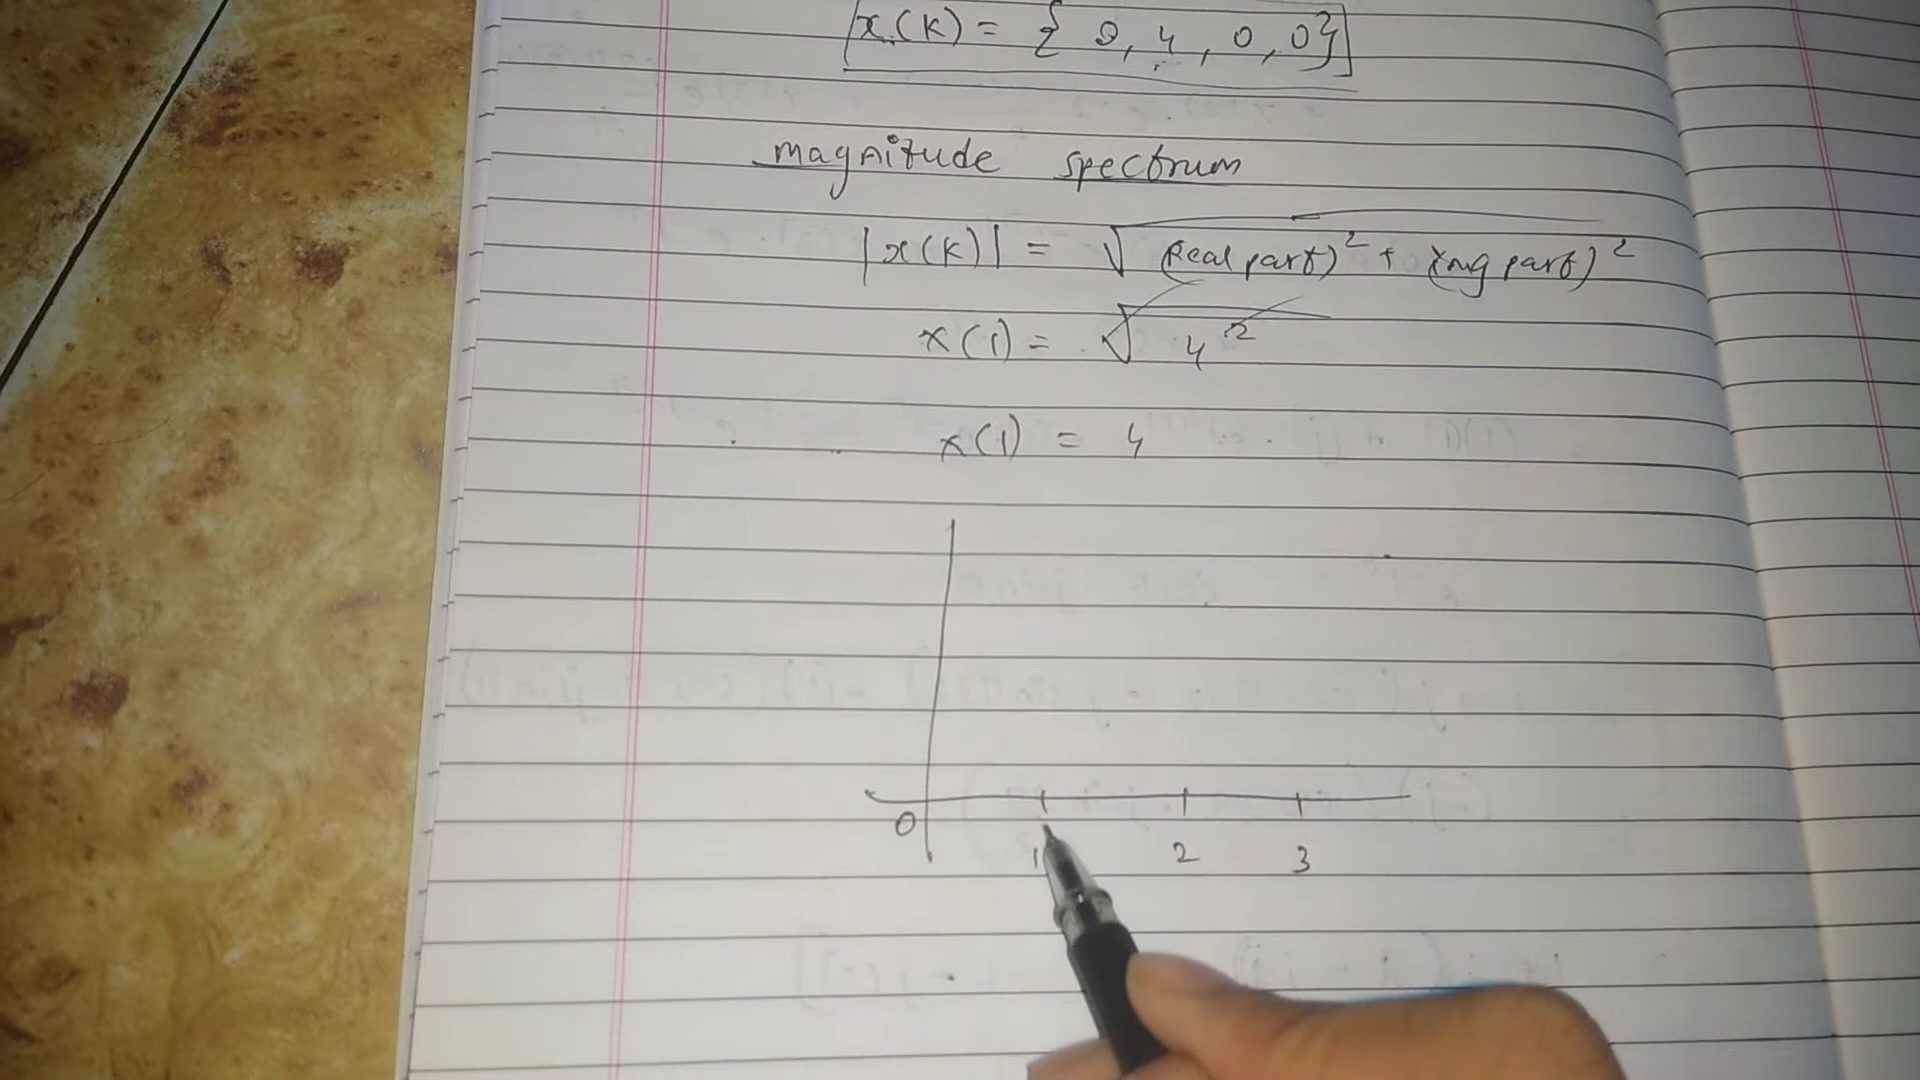 x(k) = { 0, 4, 0, 0}
magnitude spectrum
|x(k)| = √(Real part)² + (mg part)²
x(1) = √4²
x(1) = 4
0
1 2 3